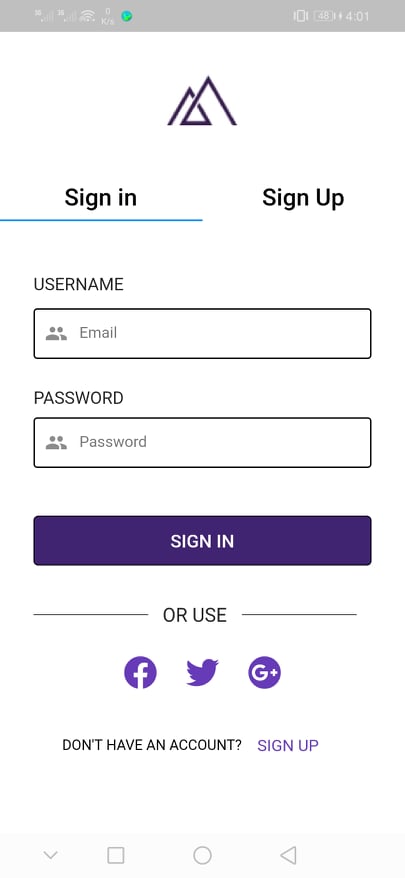 3G 3G 0 K/s 48 4:01
Sign in Sign Up
USERNAME
Email
PASSWORD
Password
SIGN IN
OR USE
G+
DON'T HAVE AN ACCOUNT? SIGN UP